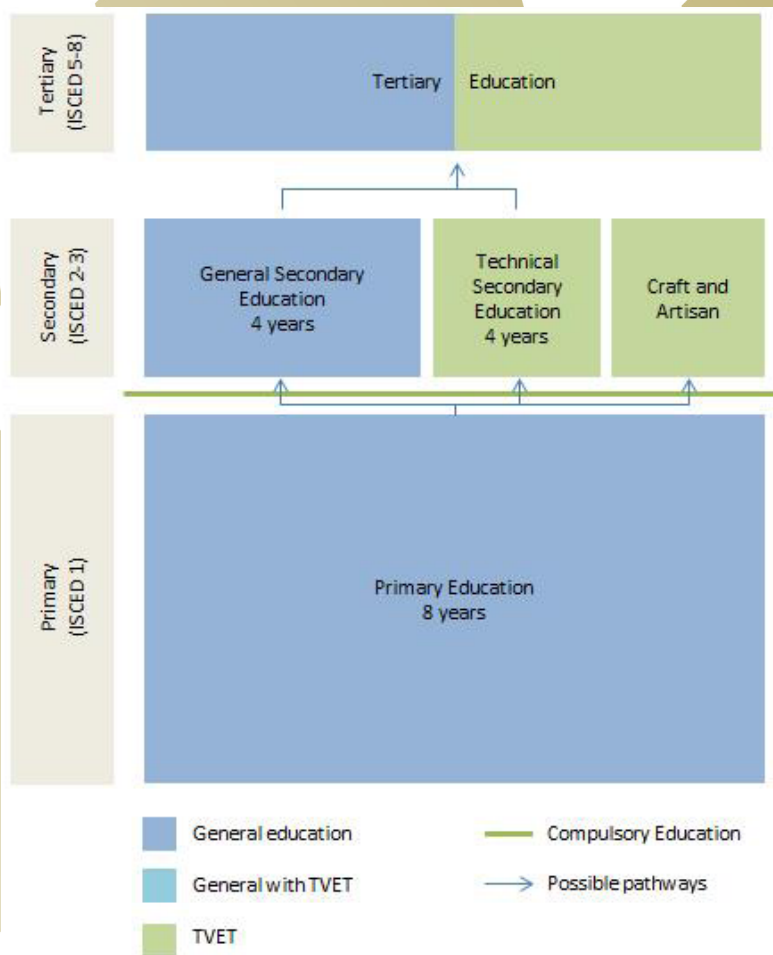 Tertiary
(ISCED 5-8)
Tertiary Education
Secondary
(ISCED 2-3)
General Secondary
Education
4 years
Technical
Secondary
Education
4 years
Craft and
Artisan
Primary
(ISCED 1)
Primary Education
8 years
General education
Compulsory Education
General with TVET
Possible pathways
TVET